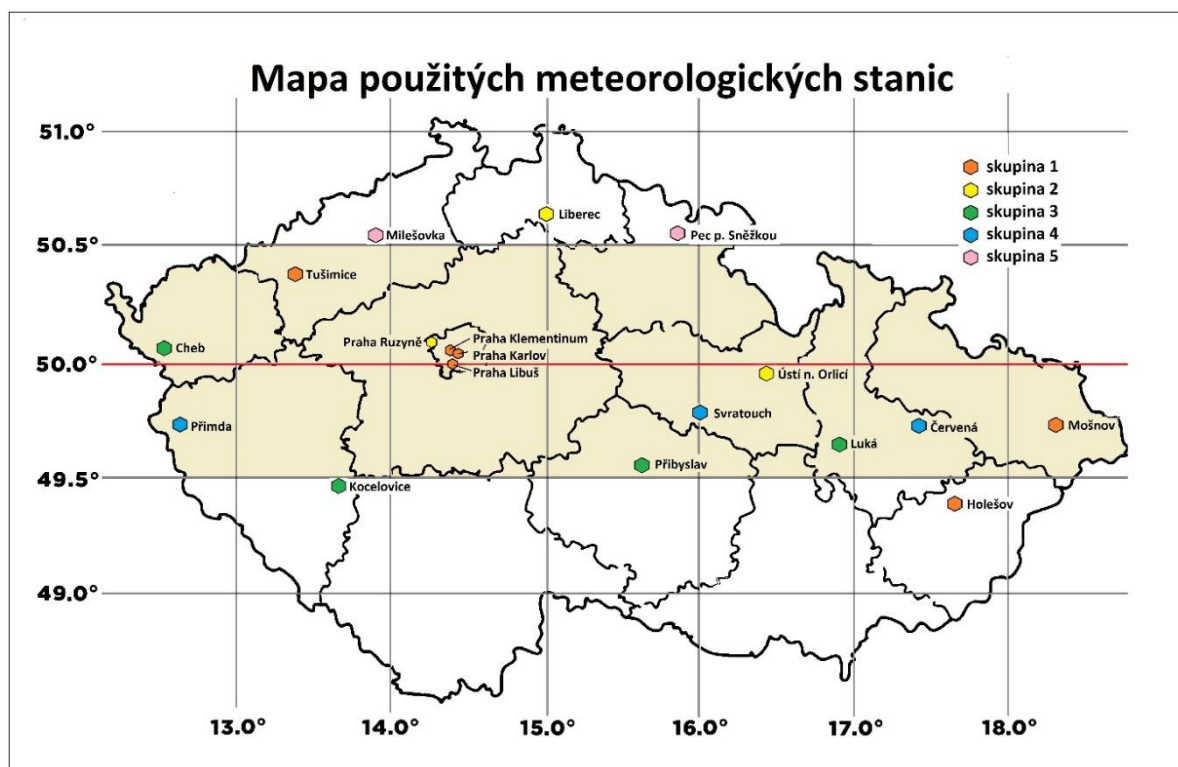 Mapa použitých meteorologických stanic
51.0°
skupina 1
skupina 2
skupina 3
skupina 4
skupina 5
Liberec
Milešovka
Pec p. Sněžkou
50.5°
Tušimice
Praha Klementinum
Praha Ruzyně
Cheb
Praha Karlov
50.0°
Praha Libuš
Ústí n. Orlicí
Svratouch
Přimda
Červená
Mošnov
Luká
Přibyslav
49.5°
Kocelovice
Holešov
49.0°
13.0°
14.0°
15.0°
16.0°
17.0°
18.0°